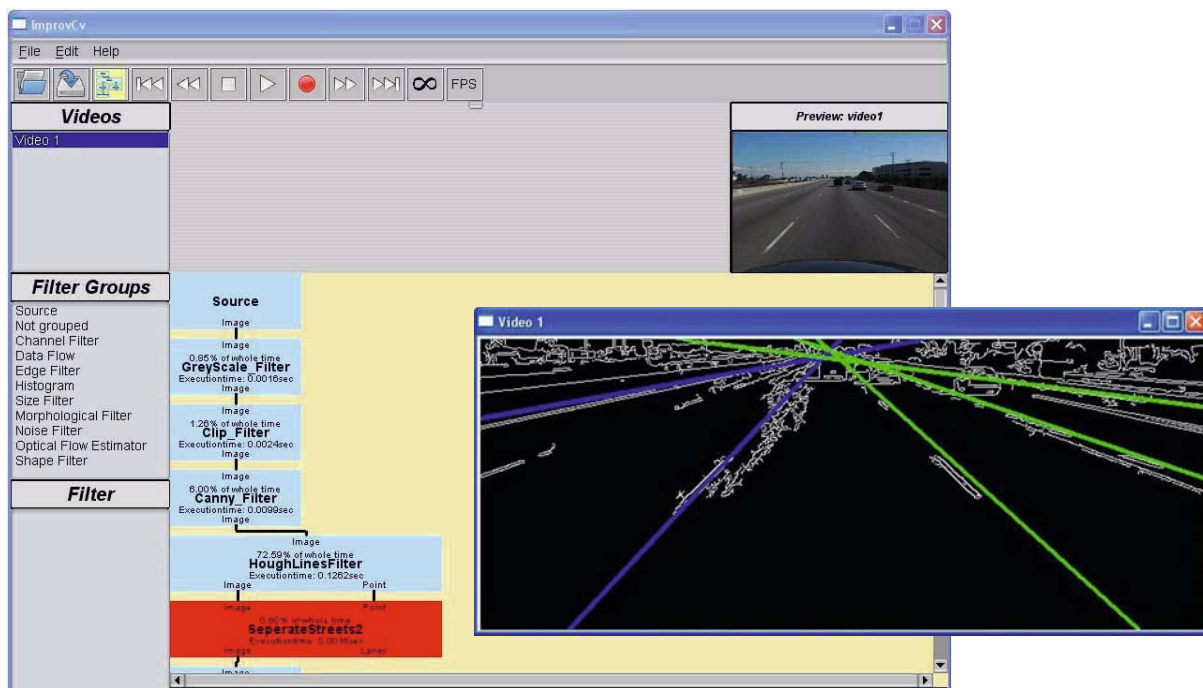 ImprovCv
File Edit Help
FPS
Videos
Video 1
Preview: video1
Filter Groups
Source
Not grouped
Channel Filter
Data Flow
Edge Filter
Histogram
Size Filter
Morphological Filter
Noise Filter
Optical Flow Estimator
Shape Filter
Filter
Source
Image
Image
0.85% of whole time
GreyScale_Filter
Executiontime: 0.0016sec
Image
Image
1.26% of whole time
Clip_Filter
Executiontime: 0.0024sec
Image
Image
6.00% of whole time
Canny_Filter
Executiontime: 0.0099sec
Image
Image
72.59% of whole time
HoughLinesFilter
Executiontime: 0.1262sec
Image Point
Image Point
of whole time
SeperateStreets2
Executiontime:
Image Lanes
Image
Video 1